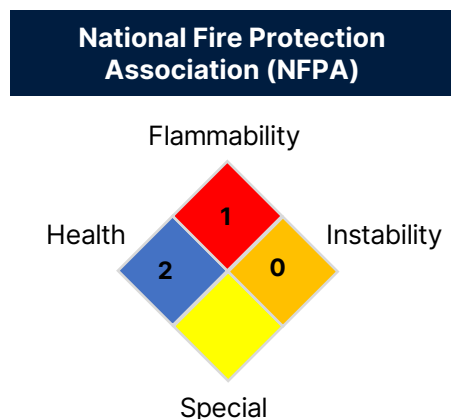 National Fire Protection
Association (NFPA)
Flammability
1
Health
Instability
2
0
Special